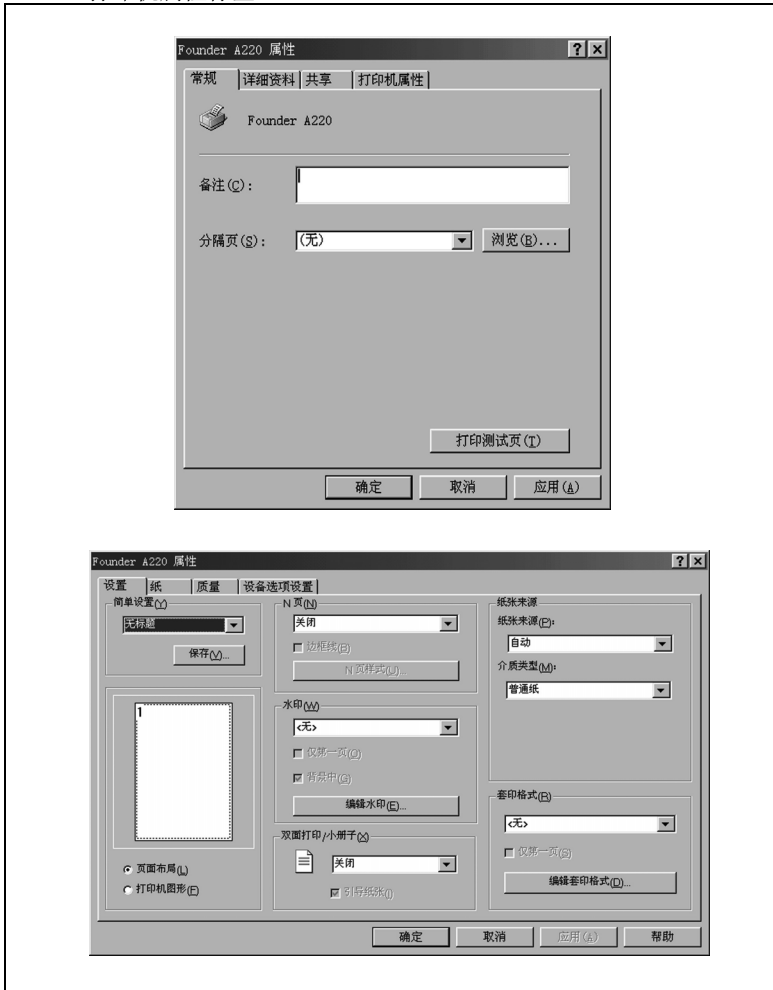 Founder A220 属性
常规 详细资料 共享 打印机属性
Founder A220
备注(C):
分隔页(S): (无) 浏览(B)...
打印测试页(T)
确定 取消 应用(A)
Founder A220 属性
设置 纸 质量 设备选项设置
简单设置(Y)
无标题
保存(V)...
1
页面布局(L)
打印机图形(F)
N 页(N)
关闭
边框线(B)
N 页样式(U)...
水印(W)
<无>
仅第一页(O)
背景中(G)
编辑水印(E)...
双面打印/小册子(X)
关闭
引导纸张(I)
纸张来源
纸张来源(P):
自动
介质类型(M):
普通纸
套印格式(R)
<无>
仅第一页(S)
编辑套印格式(D)...
确定 取消 应用(A) 帮助